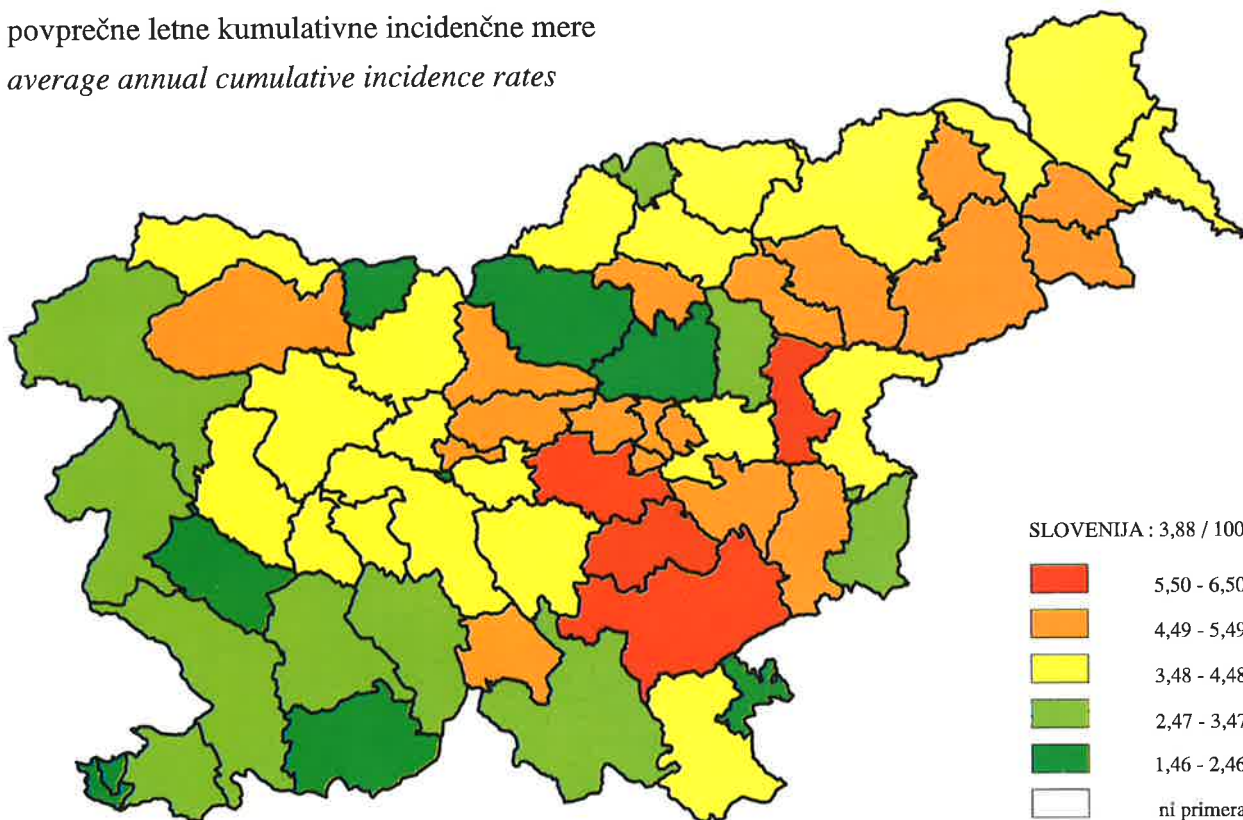 povprečne letne kumulativne incidenčne mere
average annual cumulative incidence rates
SLOVENIJA : 3,88 / 100
5,50 - 6,50
4,49 - 5,49
3,48 - 4,48
2,47 - 3,47
1,46 - 2,46
ni primera